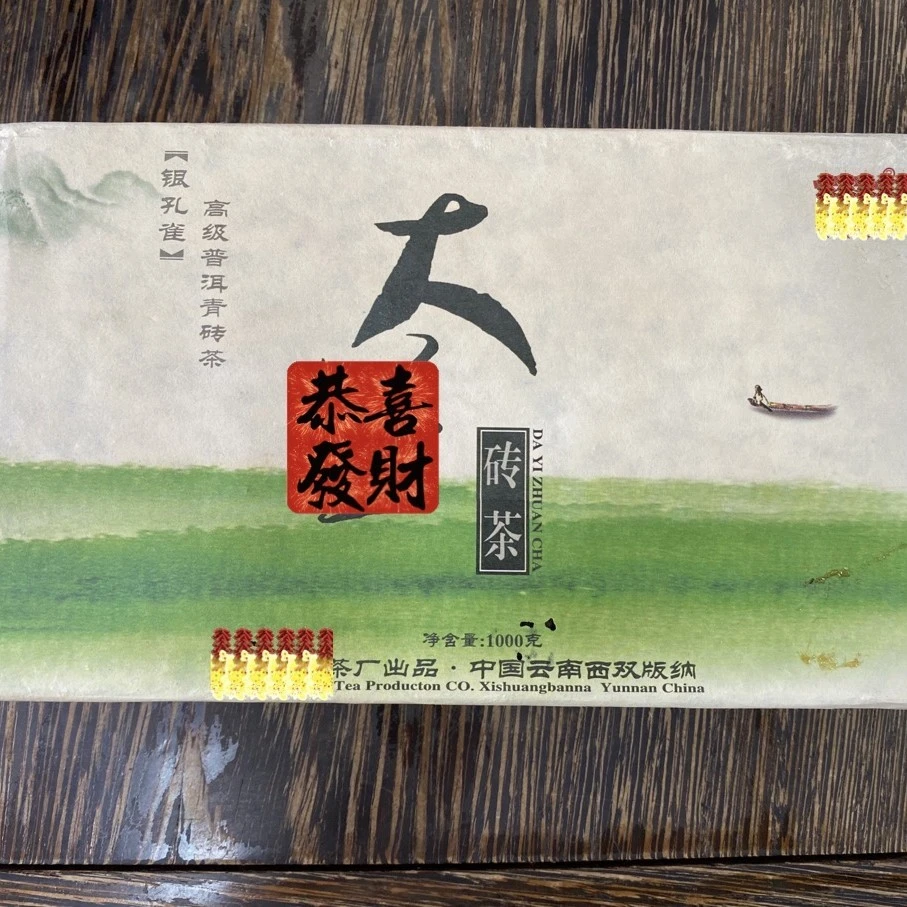 【银孔雀】
高级普洱青砖茶
大
恭喜
發財
砖茶
DA YI ZHUAN CHA
净含量:1000克
茶厂出品·中国云南西双版纳
Tea Producton CO. Xishuangbanna Yunnan China